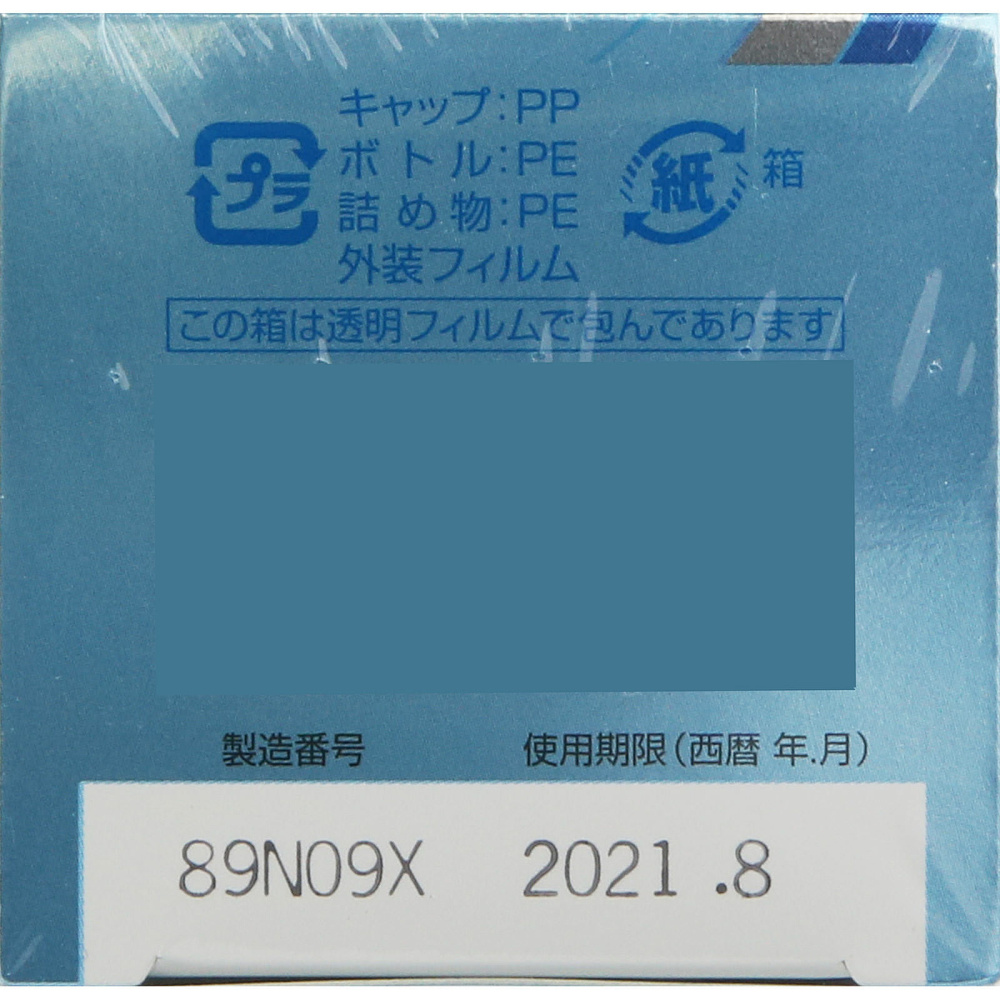 プラ
キャップ:PP
ボトル:PE
詰め物:PE
外装フィルム
紙 箱
この箱は透明フィルムで包んであります
製造番号 使用期限(西暦 年.月)
89N09X 2021.8